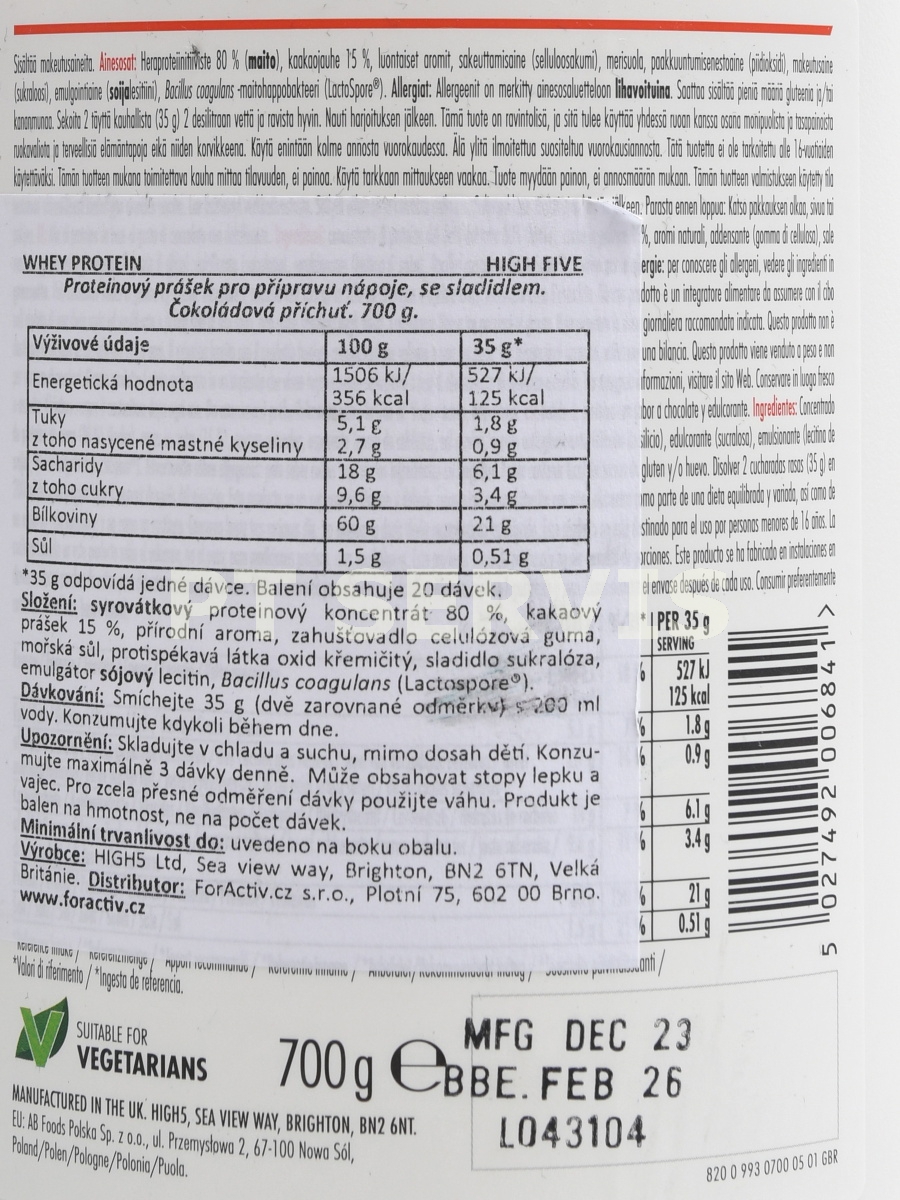 Sisältää makeutusaineita. Ainesosat: Heraproteiinitiiviste 80 % (maito), kaakaojauhe 15 %, luontaiset aromit, sakeuttamisaine (selluloosakumi), merisuola, paakkuuntumisenestoaine (piidioksidi), makeutusaine
(sukraloosi), emulgointiaine (soijalesitiini), Bacillus coagulans -maitohappobakteeri (LactoSpore®). Allergiat: Allergeenit on merkitty ainesosaluetteloon lihavoituina. Saattaa sisältää pieniä määriä gluteenia ja/tai
kananmunaa. Sekoita 2 täyttä kauhallista (35 g) 2 desilitraan vettä ja ravista hyvin. Nauti harjoituksen jälkeen. Tämä tuote on ravintolisä, ja sitä tulee käyttää yhdessä ruoan kanssa osana monipuolista ja tasapainoista
ruokavaliota ja terveellisiä elämäntapoja eikä niiden korvikkeena. Käytä enintään kolme annosta vuorokaudessa. Älä ylitä ilmoitettua suositeltua vuorokausiannosta. Tätä tuotetta ei ole tarkoitettu alle 16-vuotiaiden
käytettäväksi. Tämän tuotteen mukana toimitettava kauha mittaa tilavuuden, ei painoa. Käytä tarkkaan mittaukseen vaakaa. Tuote myydään painon, ei annosmäärän mukaan. Tämän tuotteen valmistukseen käytetty tila
jälkeen. Parasta ennen loppua: Katso pakkauksen alkaa, sivua tai
%, aromi naturali, addensante (gomma di cellulosa), sale
ergie: per conoscere gli allergeni, vedere gli ingredienti in
dotto è un integratore alimentare da assumere con il cibo
giornaliera raccomandata indicata. Questo prodotto non è
una bilancia. Questo prodotto viene venduto a peso e non
formazioni, visitare il sito Web. Conservare in luogo fresco
bor a chocolate y edulcorante. Ingredientes: Concentrado
silicio), edulcorante (sucralosa), emulsionante (lecitina de
gluten y/o huevo. Disolver 2 cucharadas rasas (35 g) en
omo parte de una dieta equilibrada y variada, así como de
stinado para el uso por personas menores de 16 años. La
rciones. Este producto se ha fabricado en instalaciones en
el envase después de cada uso. Consumir preferentemente
WHEY PROTEIN HIGH FIVE
Proteinový prášek pro přípravu nápoje, se sladidlem.
Čokoládová příchuť. 700 g.
Výživové údaje 100 g 35 g*
Energetická hodnota 1506 kJ/ 527 kJ/
356 kcal 125 kcal
Tuky 5,1 g 1,8 g
z toho nasycené mastné kyseliny 2,7 g 0,9 g
Sacharidy 18 g 6,1 g
z toho cukry 9,6 g 3,4 g
Bílkoviny 60 g 21 g
Sůl 1,5 g 0,51 g
*35 g odpovídá jedné dávce. Balení obsahuje 20 dávek.
Složení: syrovátkový proteinový koncentrát 80 %, kakaový
prášek 15 %, přírodní aroma, zahušťovadlo celulózová guma,
mořská sůl, protispékavá látka oxid křemičitý, sladidlo sukralóza,
emulgátor sójový lecitin, Bacillus coagulans (Lactospore®).
Dávkování: Smíchejte 35 g (dvě zarovnané odměrky) s 200 ml
vody. Konzumujte kdykoli během dne.
Upozornění: Skladujte v chladu a suchu, mimo dosah dětí. Konzu-
mujte maximálně 3 dávky denně. Může obsahovat stopy lepku a
vajec. Pro zcela přesné odměření dávky použijte váhu. Produkt je
balen na hmotnost, ne na počet dávek.
Minimální trvanlivost do: uvedeno na boku obalu.
Výrobce: HIGH5 Ltd, Sea view way, Brighton, BN2 6TN, Velká
Británie. Distributor: ForActiv.cz s.r.o., Plotní 75, 602 00 Brno.
www.foractiv.cz
PT SERVIS
* PER 35 g
SERVING
527 kJ
125 kcal
1.8 g
0.9 g
6.1 g
3.4 g
21 g
0.51 g
5 027492 006841 >
*Valori di riferimento / *Ingesta de referencia.
SUITABLE FOR
VEGETARIANS
700 g e
MFG DEC 23
BBE. FEB 26
L043104
MANUFACTURED IN THE UK. HIGH5, SEA VIEW WAY, BRIGHTON, BN2 6NT.
EU: AB Foods Polska Sp. z o.o., ul. Przemysłowa 2, 67-100 Nowa Sól,
Poland/Polen/Pologne/Polonia/Puola.
820 0 993 0700 05 01 GBR